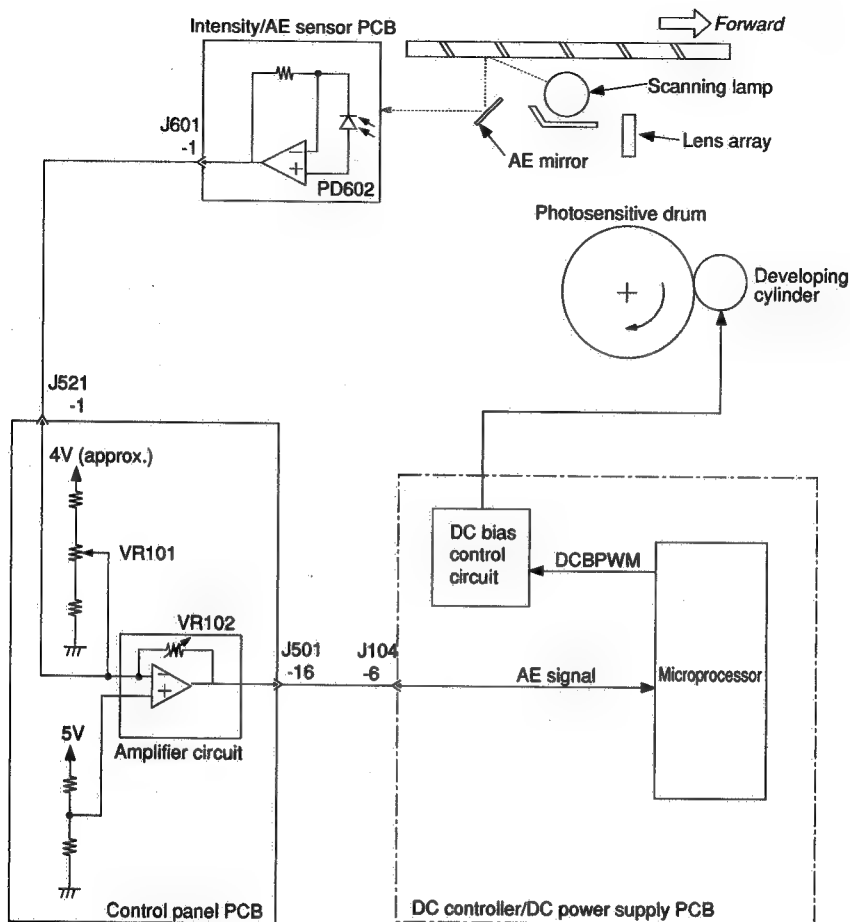 Intensity/AE sensor PCB
Forward
Scanning lamp
J601
-1
PD602
AE mirror
Lens array
Photosensitive drum
Developing
cylinder
J521
-1
4V (approx.)
VR101
DC bias
control
circuit
DCBPWM
VR102
J501
-16
J104
-6
AE signal
Microprocessor
5V
Amplifier circuit
Control panel PCB
DC controller/DC power supply PCB